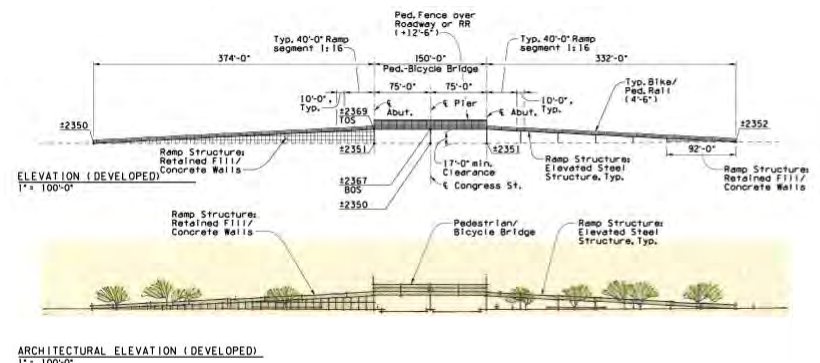 Ped. Fence over
Roadway or RR
(+12'-6")
Typ. 40'-0" Ramp
segment 1:16
Typ. 40'-0" Ramp
segment 1:16
374'-0"
150'-0"
332'-0"
Ped.-Bicycle Bridge
75'-0"
75'-0"
10'-0",
Typ.
℄
Abut.
℄ Pier
℄
Abut.
10'-0",
Typ.
Typ. Bike/
Ped. Rail
(4'-6")
±2350
±2369
TOS
±2352
±2351
±2351
92'-0"
Ramp Structure:
Retained Fill/
Concrete Walls
17'-0" min.
Clearance
Ramp Structure:
Elevated Steel
Structure, Typ.
Ramp Structure:
Retained Fill/
Concrete Walls
±2367
BOS
℄ Congress St.
±2350
ELEVATION (DEVELOPED)
1" = 100'-0"
Ramp Structure:
Retained Fill/
Concrete Walls
Pedestrian/
Bicycle Bridge
Ramp Structure:
Elevated Steel
Structure, Typ.
ARCHITECTURAL ELEVATION (DEVELOPED)
1" = 100'-0"